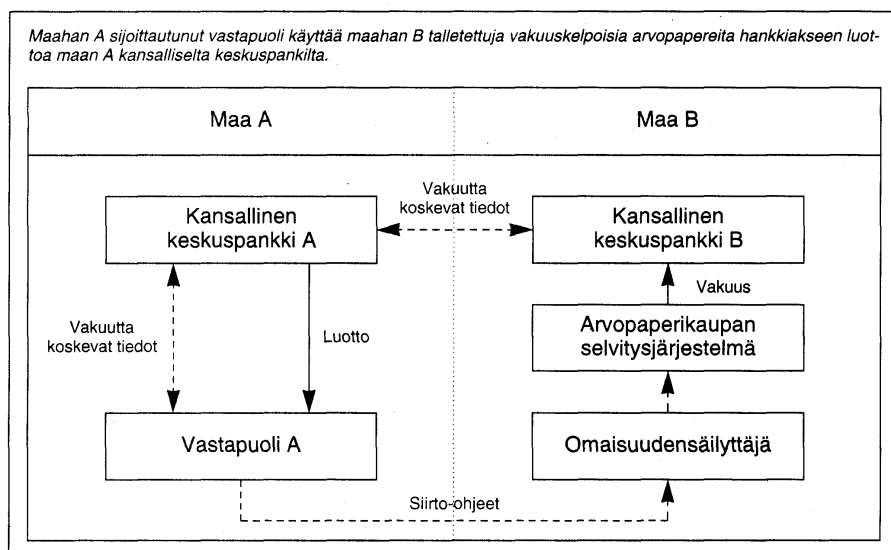 Maahan A sijoittautunut vastapuoli käyttää maahan B talletettuja vakuuskelpoisia arvopapereita hankkiakseen luot-
toa maan A kansalliselta keskuspankilta.
Maa A
Maa B
Kansallinen
keskuspankki A
Vakuutta
koskevat tiedot
Kansallinen
keskuspankki B
Vakuus
Vakuutta
koskevat tiedot
Luotto
Arvopaperikaupan
selvitysjärjestelmä
Vastapuoli A
Omaisuudensäilyttäjä
Siirto-ohjeet